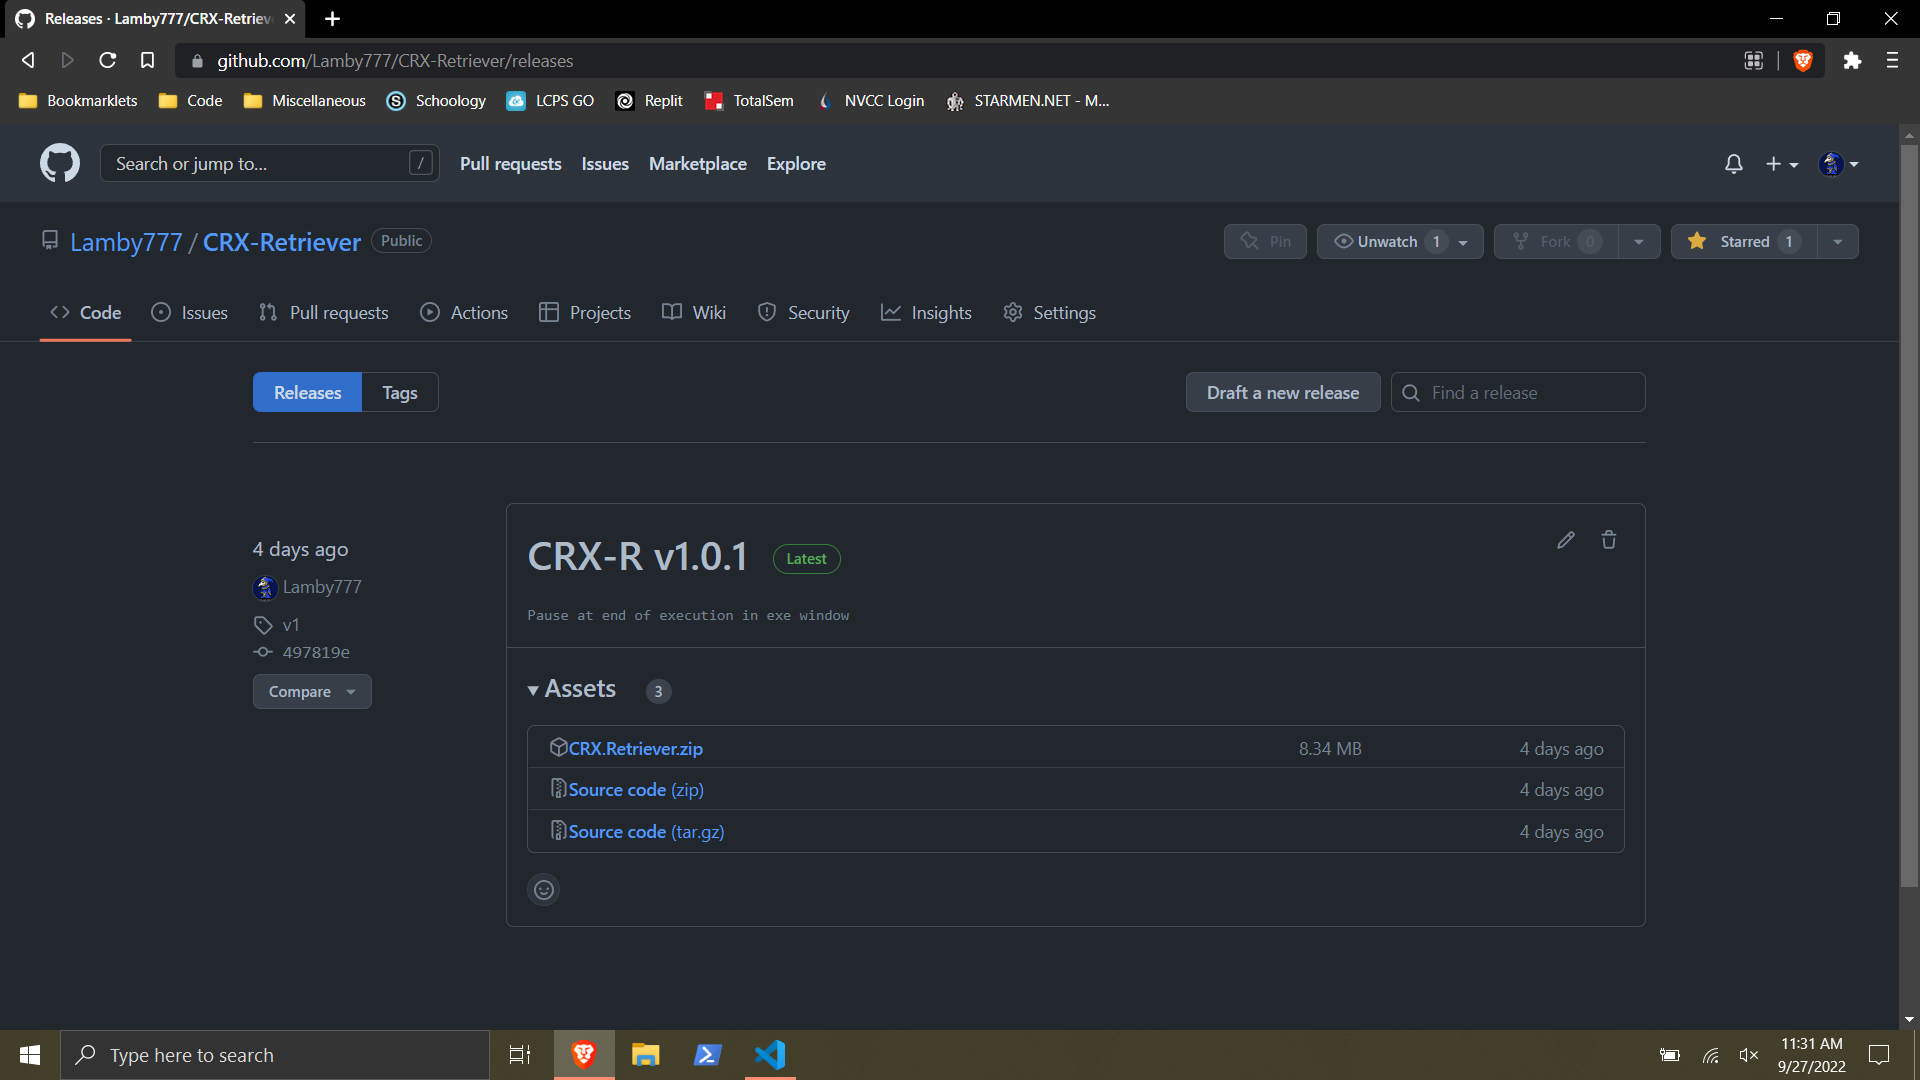 Releases · Lamby777/CRX-Retriev
github.com/Lamby777/CRX-Retriever/releases
Bookmarklets Code Miscellaneous Schoology LCPS GO Replit TotalSem NVCC Login STARMEN.NET - M...
Search or jump to... / Pull requests Issues Marketplace Explore
Lamby777 / CRX-Retriever Public Pin Unwatch 1 Fork 0 Starred 1
Code Issues Pull requests Actions Projects Wiki Security Insights Settings
Releases Tags Draft a new release Find a release
4 days ago
Lamby777
v1
497819e
Compare
CRX-R v1.0.1 Latest
Pause at end of execution in exe window
Assets 3
CRX.Retriever.zip 8.34 MB 4 days ago
Source code (zip) 4 days ago
Source code (tar.gz) 4 days ago
Type here to search
11:31 AM
9/27/2022